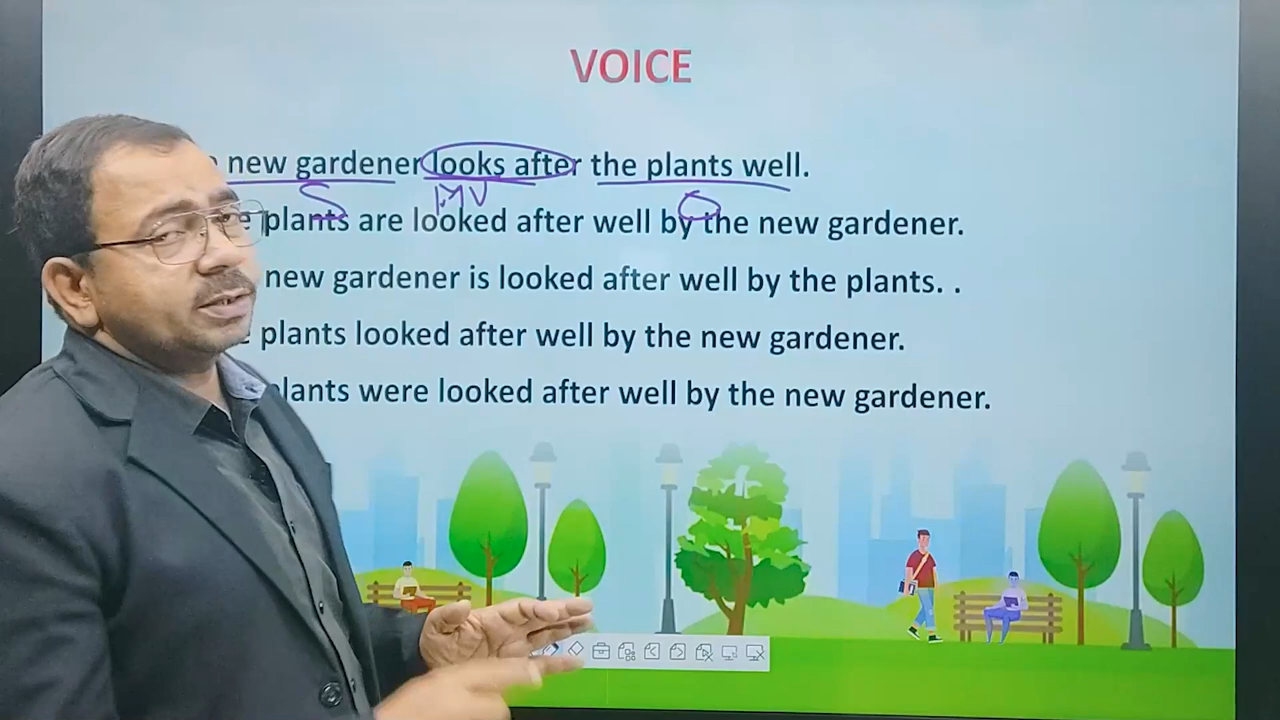 VOICE
new gardener looks after the plants well.
S MV O
plants are looked after well by the new gardener.
new gardener is looked after well by the plants. .
plants looked after well by the new gardener.
plants were looked after well by the new gardener.